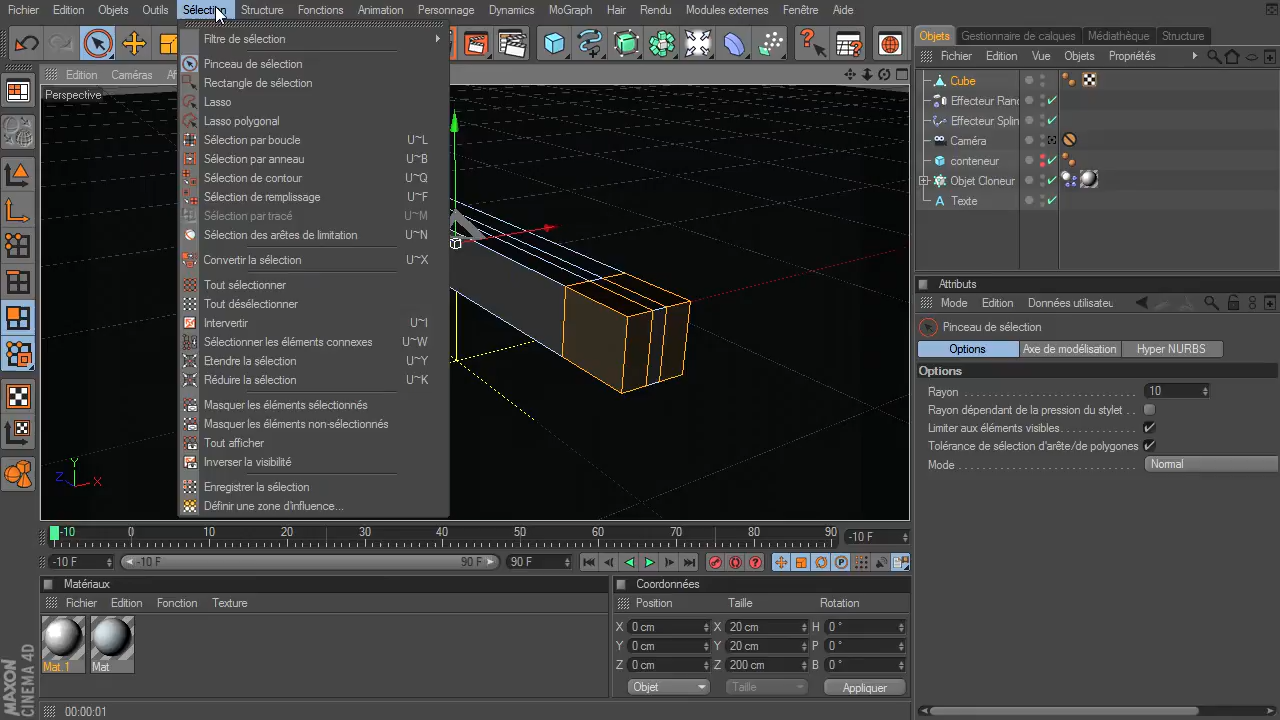 Fichier Edition Objets Outils Sélection Structure Fonctions Animation Personnage Dynamics MoGraph Hair Rendu Modules externes Fenêtre Aide
Filtre de sélection
Pinceau de sélection
Rectangle de sélection
Lasso
Lasso polygonal
Sélection par boucle U~L
Sélection par anneau U~B
Sélection de contour U~Q
Sélection de remplissage U~F
Sélection par tracé U~M
Sélection des arêtes de limitation U~N
Convertir la sélection U~X
Tout sélectionner
Tout désélectionner
Intervertir U~I
Sélectionner les éléments connexes U~W
Etendre la sélection U~Y
Réduire la sélection U~K
Masquer les éléments sélectionnés
Masquer les éléments non-sélectionnés
Tout afficher
Inverser la visibilité
Enregistrer la sélection
Définir une zone d'influence...
Edition Caméras
Perspective
Y
Z X
Objets Gestionnaire de calques Médiathèque Structure
Fichier Edition Vue Objets Propriétés
Cube
Effecteur Ran
Effecteur Splin
Caméra
conteneur
Objet Cloneur
Texte
Attributs
Mode Edition Données utilisateu
Pinceau de sélection
Options Axe de modélisation Hyper NURBS
Options
Rayon 10
Rayon dépendant de la pression du stylet
Limiter aux éléments visibles
Tolérance de sélection d'arête/de polygones
Mode Normal
-10 0 10 20 30 40 50 60 70 80 90 -10 F
-10 F -10 F 90 F 90 F
Matériaux
Fichier Edition Fonction Texture
Mat.1 Mat
Coordonnées
Position Taille Rotation
X 0 cm X 20 cm H 0 °
Y 0 cm Y 20 cm P 0 °
Z 0 cm Z 200 cm B 0 °
Objet Taille Appliquer
MAXON
CINEMA 4D
00:00:01